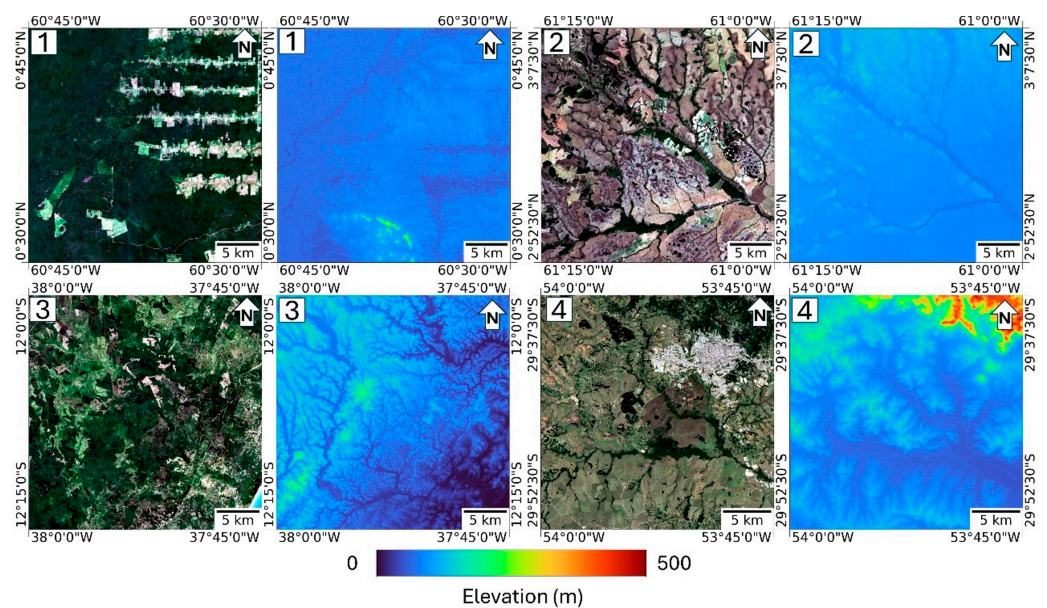 60°45'0"W 60°30'0"W 60°45'0"W 60°30'0"W 61°15'0"W 61°0'0"W 61°15'0"W 61°0'0"W
1 N 1 N 2 N 2 N
0°45'0"N 0°45'0"N 3°7'30"N 3°7'30"N
0°30'0"N 0°30'0"N 2°52'30"N 2°52'30"N
5 km 5 km 5 km 5 km
60°45'0"W 60°30'0"W 60°45'0"W 60°30'0"W 61°15'0"W 61°0'0"W 61°15'0"W 61°0'0"W
38°0'0"W 37°45'0"W 38°0'0"W 37°45'0"W 54°0'0"W 53°45'0"W 54°0'0"W 53°45'0"W
3 N 3 N 4 N 4 N
12°0'0"S 12°0'0"S 29°37'30"S 29°37'30"S
12°15'0"S 12°15'0"S 29°52'30"S 29°52'30"S
5 km 5 km 5 km 5 km
38°0'0"W 37°45'0"W 38°0'0"W 37°45'0"W 54°0'0"W 53°45'0"W 54°0'0"W 53°45'0"W
0 500
Elevation (m)